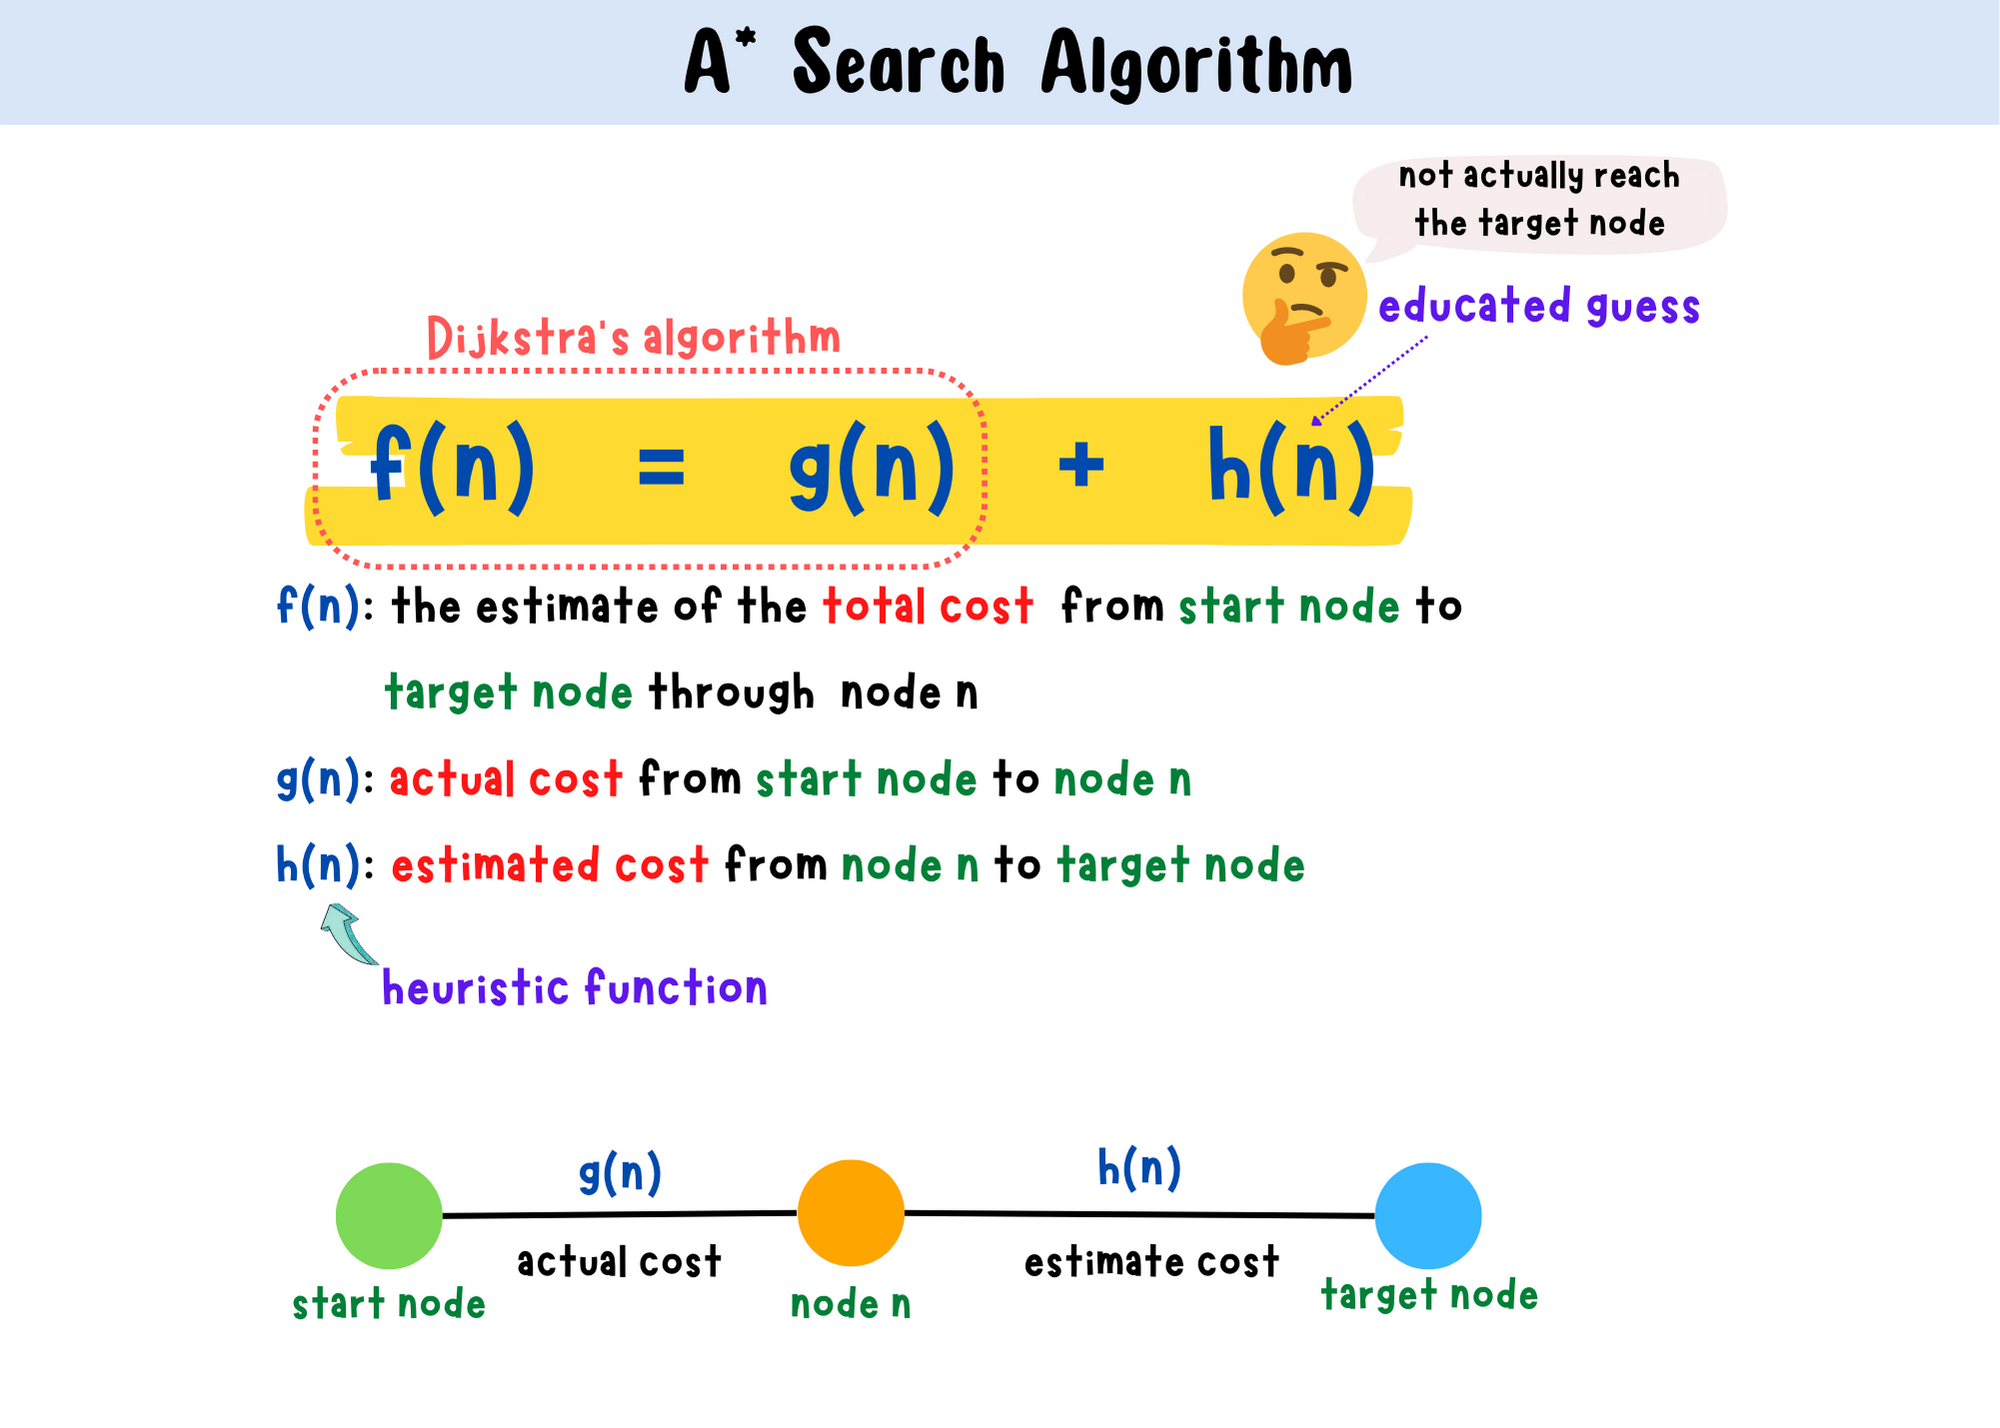 A* Search Algorithm
not actually reach
the target node
educated guess
Dijkstra's algorithm
f(n) = g(n) + h(n)
f(n): the estimate of the total cost from start node to
target node through node n
g(n): actual cost from start node to node n
h(n): estimated cost from node n to target node
heuristic function
g(n) h(n)
actual cost estimate cost
start node node n target node